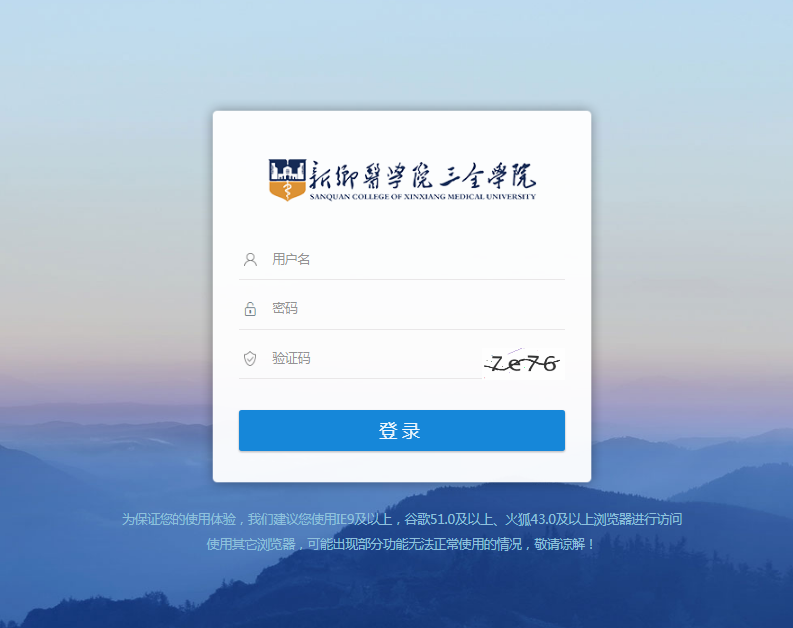 新鄉醫学院三全學院
SANQUAN COLLEGE OF XINXIANG MEDICAL UNIVERSITY
用户名
密码
验证码
7e76
登录
为保证您的使用体验，我们建议您使用IE9及以上，谷歌51.0及以上、火狐43.0及以上浏览器进行访问
使用其它浏览器，可能出现部分功能无法正常使用的情况，敬请谅解！